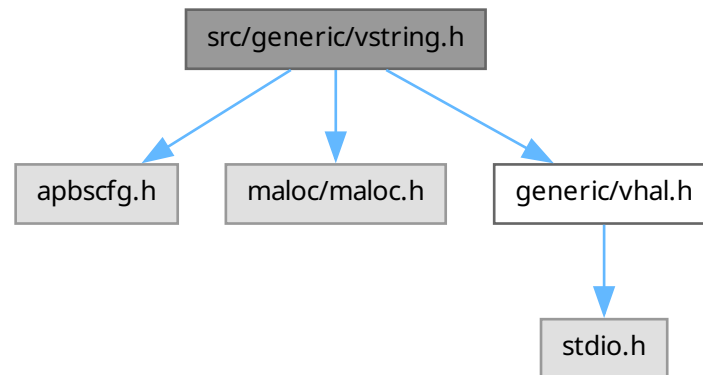 src/generic/vstring.h
apbscfg.h
maloc/maloc.h
generic/vhal.h
stdio.h